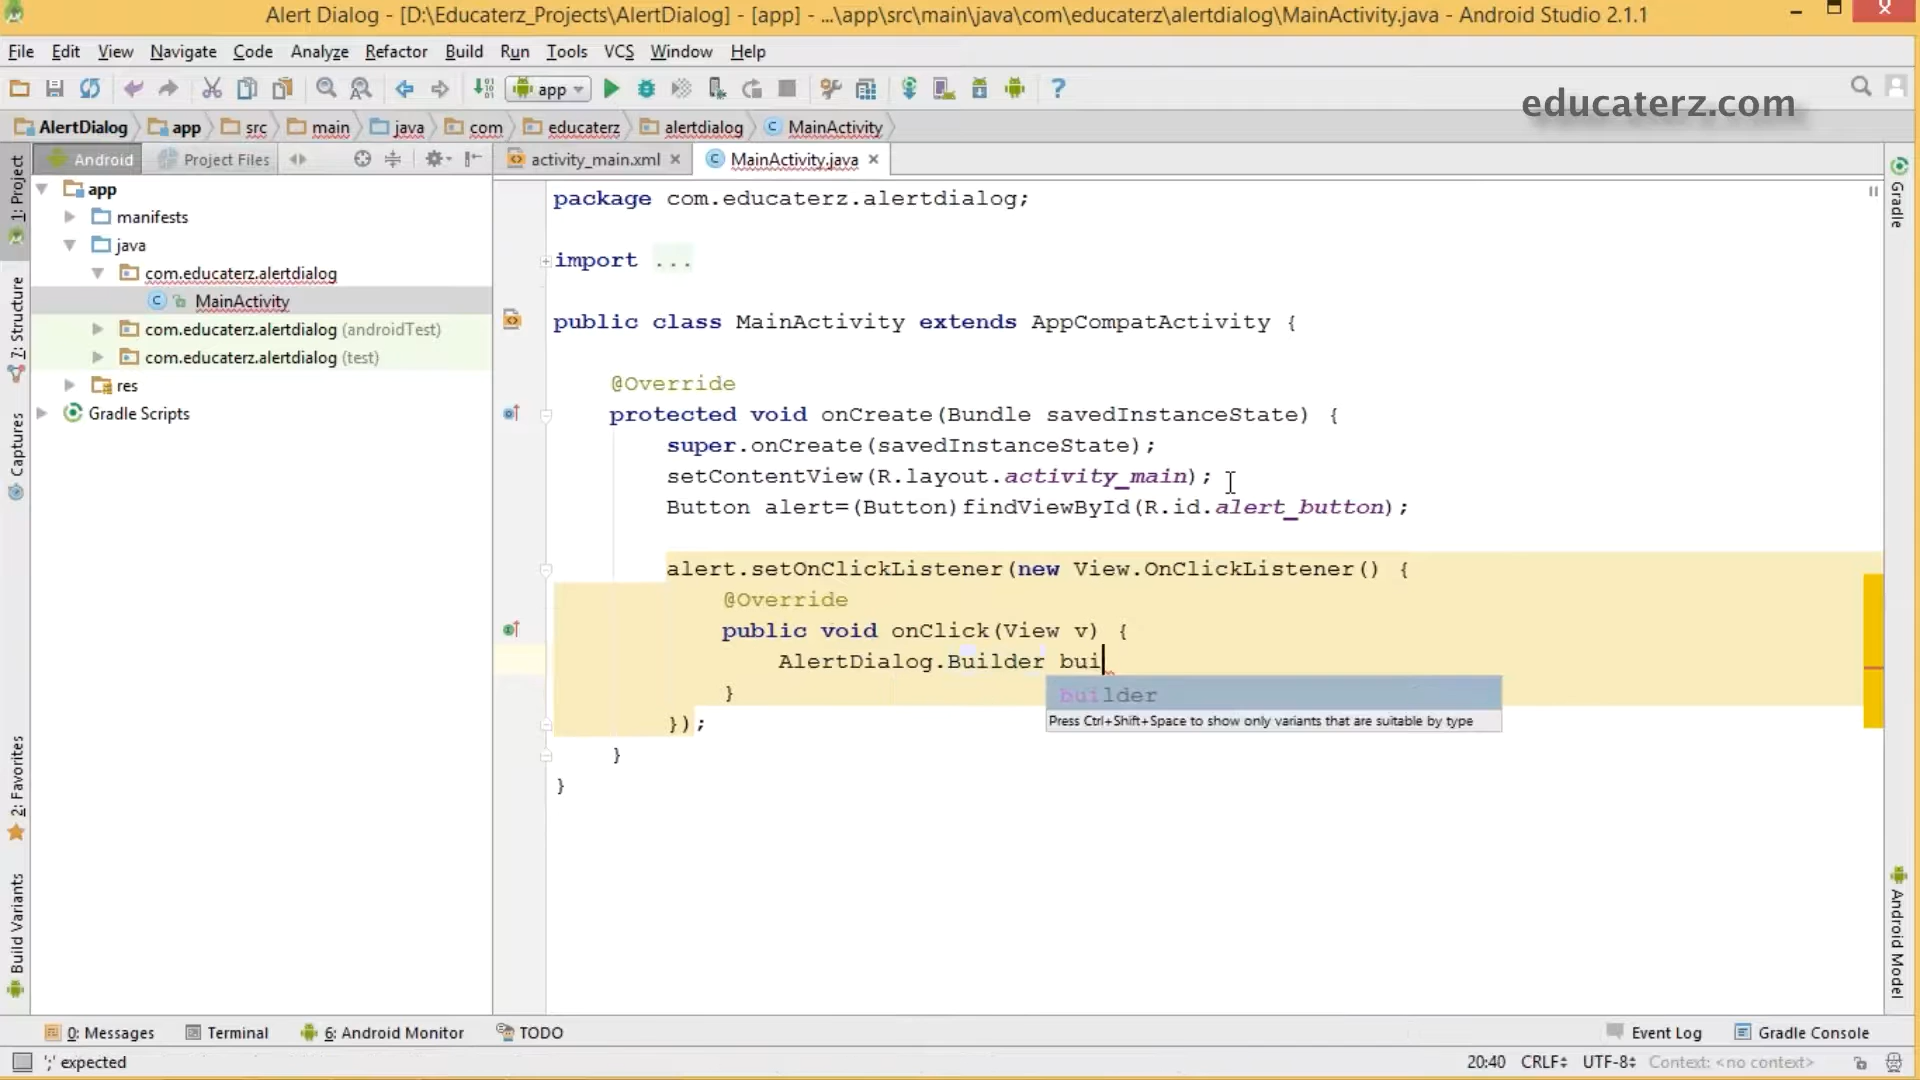 Alert Dialog - [D:\Educaterz_Projects\AlertDialog] - [app] - ...\app\src\main\java\com\educaterz\alertdialog\MainActivity.java - Android Studio 2.1.1
File Edit View Navigate Code Analyze Refactor Build Run Tools VCS Window Help
app
educaterz.com
AlertDialog app src main java com educaterz alertdialog MainActivity
Android Project Files
activity_main.xml MainActivity.java
1: Project
7: Structure
Captures
2: Favorites
Build Variants
app
manifests
java
com.educaterz.alertdialog
MainActivity
com.educaterz.alertdialog (androidTest)
com.educaterz.alertdialog (test)
res
Gradle Scripts
package com.educaterz.alertdialog;
import ...
public class MainActivity extends AppCompatActivity {
@Override
protected void onCreate(Bundle savedInstanceState) {
super.onCreate(savedInstanceState);
setContentView(R.layout.activity_main);
Button alert=(Button)findViewById(R.id.alert_button);
alert.setOnClickListener(new View.OnClickListener() {
@Override
public void onClick(View v) {
AlertDialog.Builder bui
}
});
}
}
builder
Press Ctrl+Shift+Space to show only variants that are suitable by type
Gradle
Android Model
0: Messages Terminal 6: Android Monitor TODO Event Log Gradle Console
';' expected 20:40 CRLF UTF-8 Context: <no context>